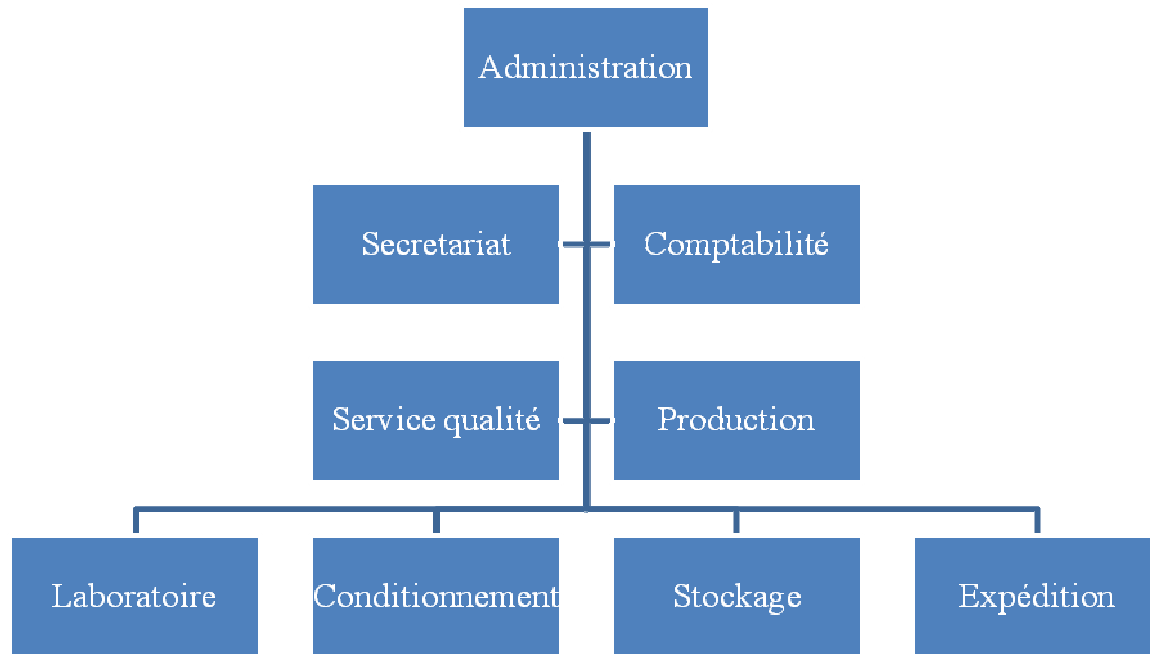 Administration
Secretariat
Comptabilité
Service qualité
Production
Laboratoire
Conditionnement
Stockage
Expédition